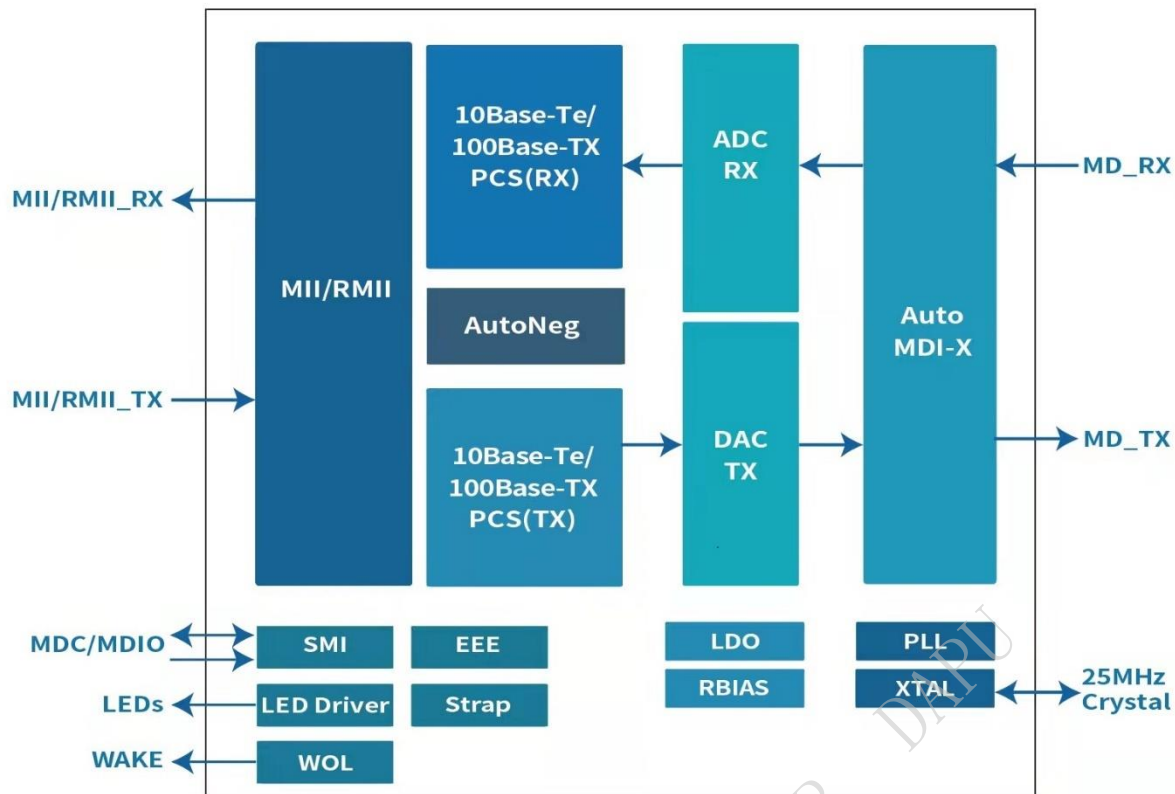 10Base-Te/
100Base-TX
PCS(RX)
ADC
RX
MD_RX
MII/RMII_RX
MII/RMII
AutoNeg
Auto
MDI-X
MII/RMII_TX
10Base-Te/
100Base-TX
PCS(TX)
DAC
TX
MD_TX
MDC/MDIO
SMI
EEE
LDO
PLL
LEDs
LED Driver
Strap
RBIAS
XTAL
25MHz
Crystal
WAKE
WOL
DAPU